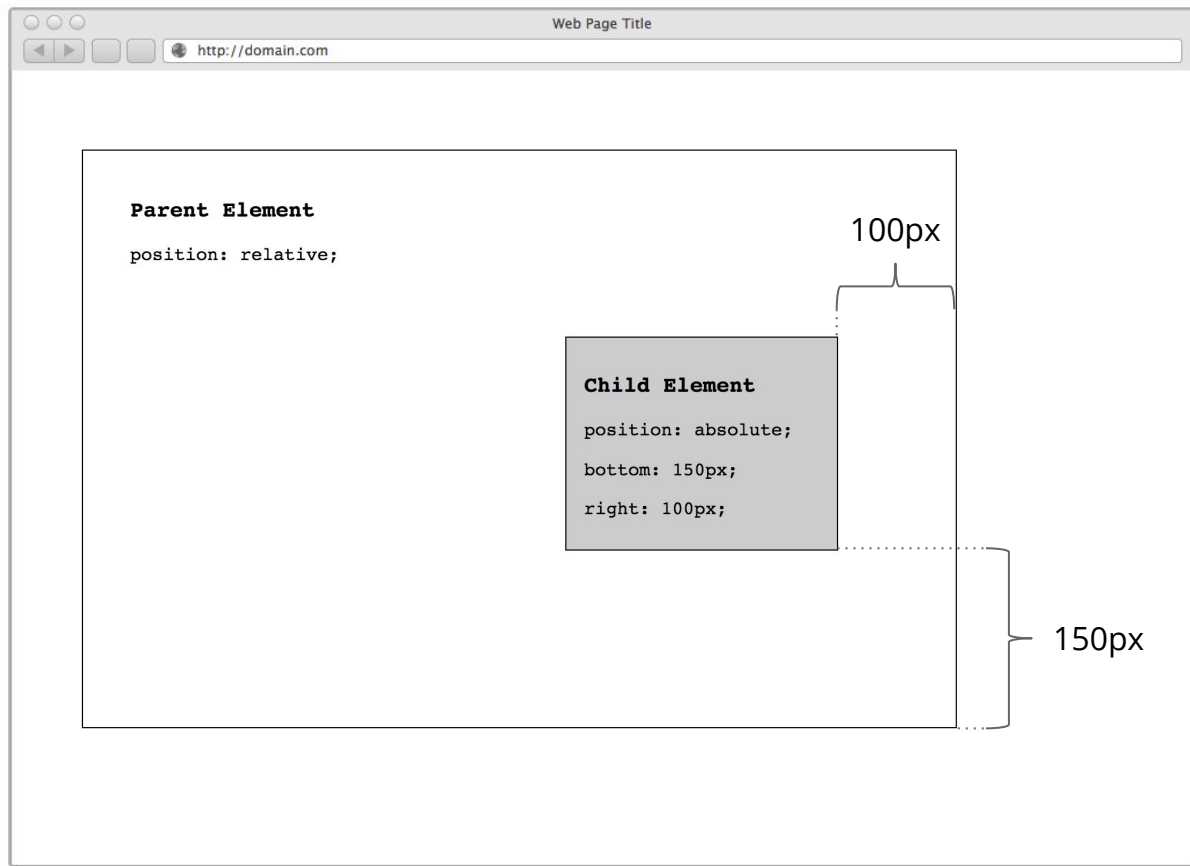 Web Page Title
http://domain.com
Parent Element
position: relative;
100px
Child Element
position: absolute;
bottom: 150px;
right: 100px;
150px